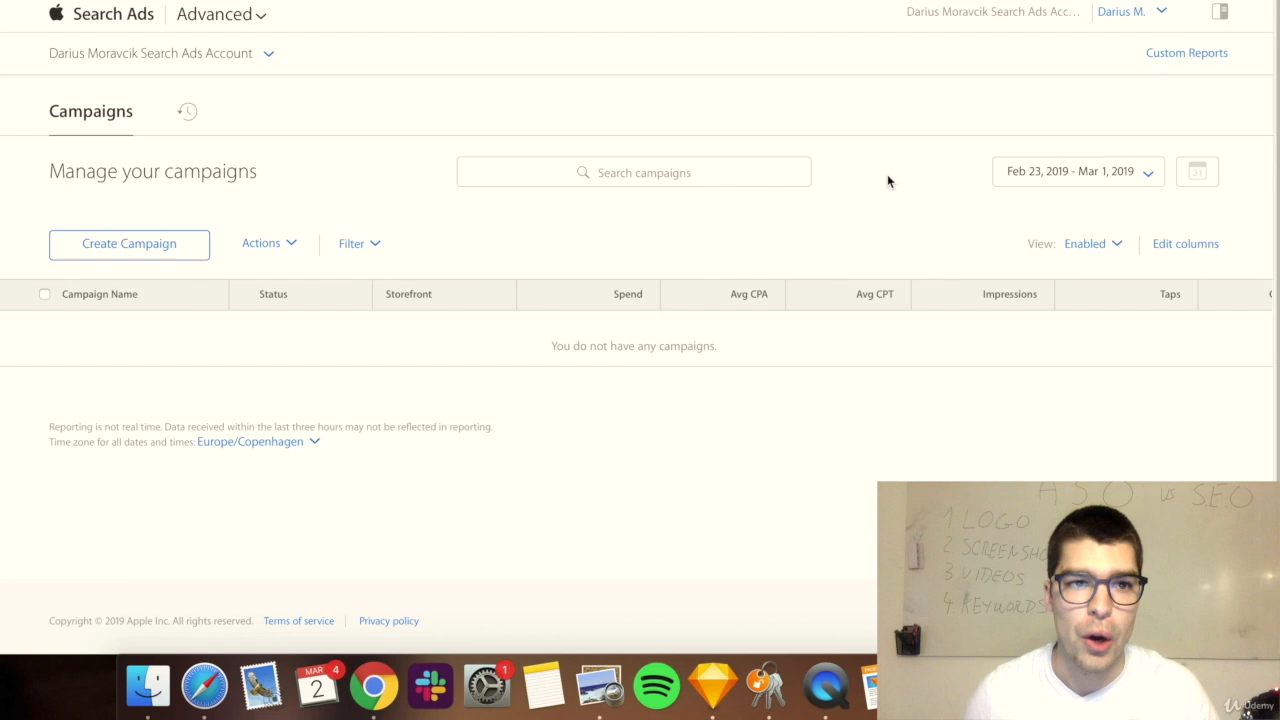 Search Ads Advanced
Darius Moravcik Search Ads Acc... Darius M.
Darius Moravcik Search Ads Account
Custom Reports
Campaigns
Manage your campaigns
Search campaigns
Feb 23, 2019 - Mar 1, 2019
31
Create Campaign Actions Filter
View: Enabled Edit columns
Campaign Name Status Storefront Spend Avg CPA Avg CPT Impressions Taps
You do not have any campaigns.
Reporting is not real time. Data received within the last three hours may not be reflected in reporting.
Time zone for all dates and times: Europe/Copenhagen
ASO vs SEO
1 LOGO
2 SCREENSHO
3 VIDEOS
4. KEYWORDS
Copyright © 2019 Apple Inc. All rights reserved. Terms of service Privacy policy
MAR 4
2
1
Udemy